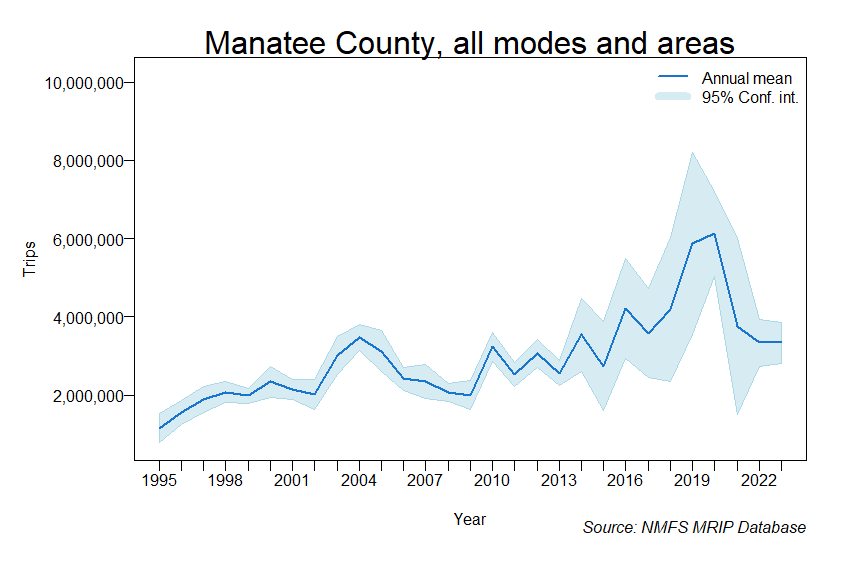 Manatee County, all modes and areas
Annual mean
95% Conf. int.
10,000,000
8,000,000
6,000,000
4,000,000
2,000,000
Trips
1995 1998 2001 2004 2007 2010 2013 2016 2019 2022
Year
Source: NMFS MRIP Database